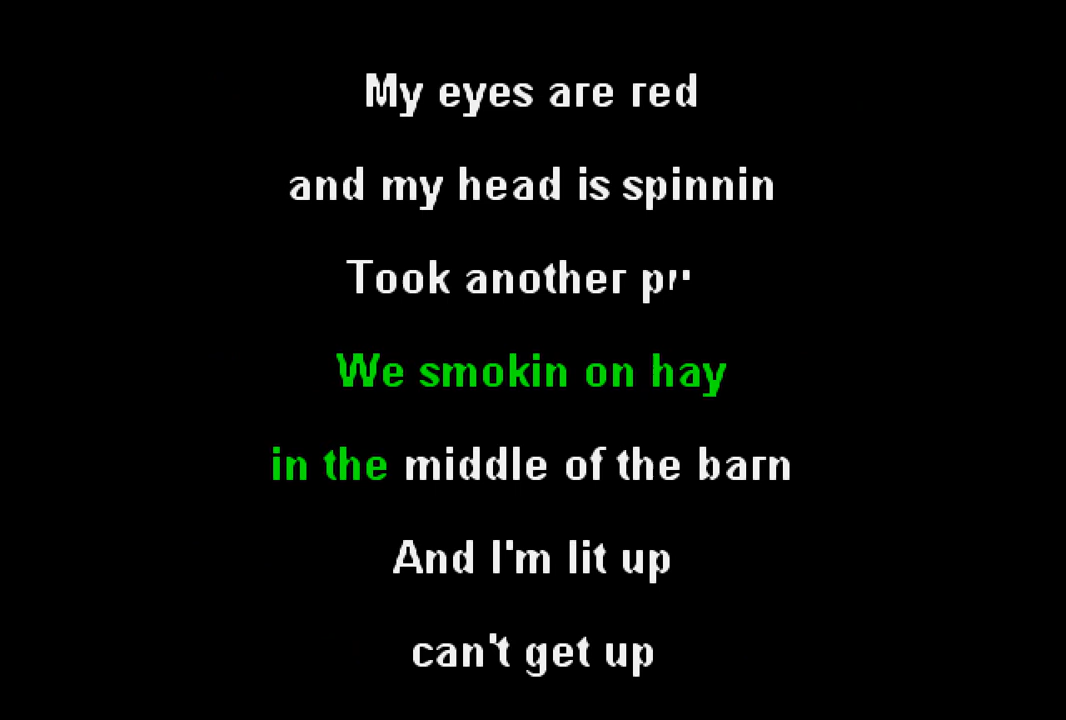 My eyes are red
and my head is spinnin
Took another
We smokin on hay
in the middle of the barn
And I'm lit up
can't get up